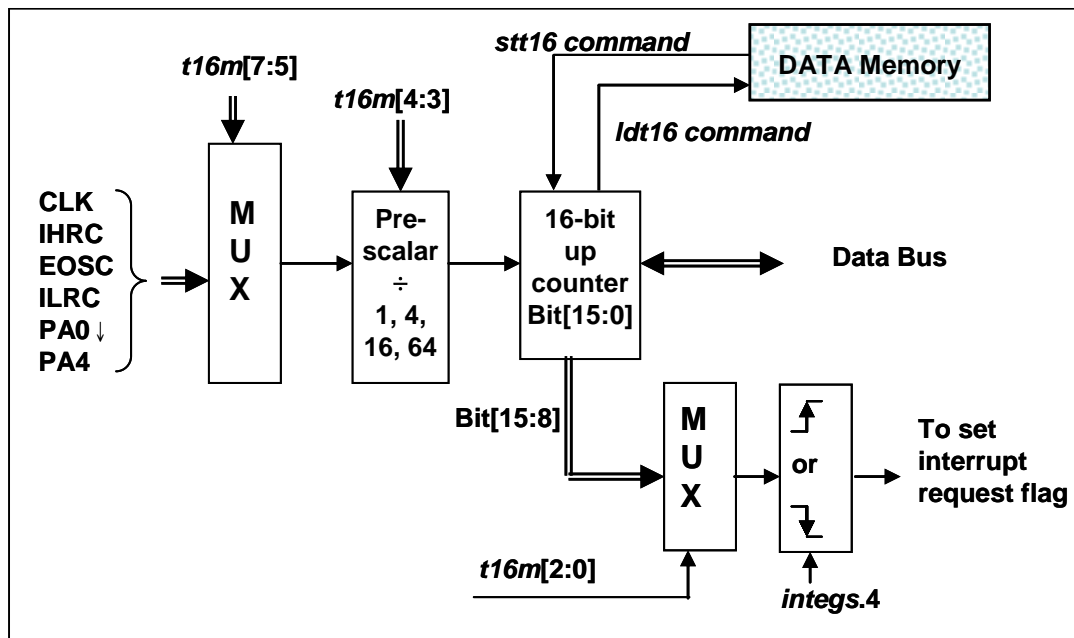 stt16 command
DATA Memory
t16m[7:5]
t16m[4:3]
ldt16 command
CLK
IHRC
EOSC
ILRC
PA0↓
PA4
M
U
X
Pre-
scalar
÷
1, 4,
16, 64
16-bit
up
counter
Bit[15:0]
Data Bus
Bit[15:8]
M
U
X
or
To set
interrupt
request flag
t16m[2:0]
integs.4